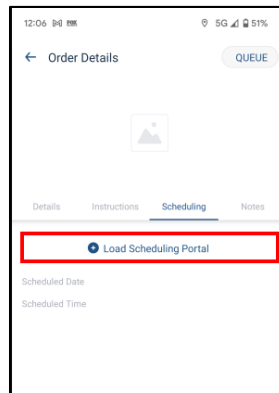 12:06 5G 51%
← Order Details QUEUE
Details Instructions Scheduling Notes
Load Scheduling Portal
Scheduled Date
Scheduled Time